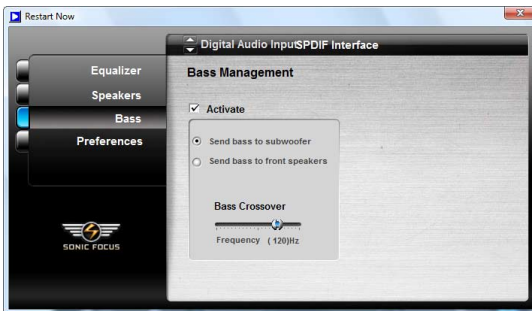 Restart Now
Digital Audio InputSPDIF Interface
Equalizer
Speakers
Bass
Preferences
SONIC FOCUS
Bass Management
Activate
Send bass to subwoofer
Send bass to front speakers
Bass Crossover
Frequency ( 120)Hz